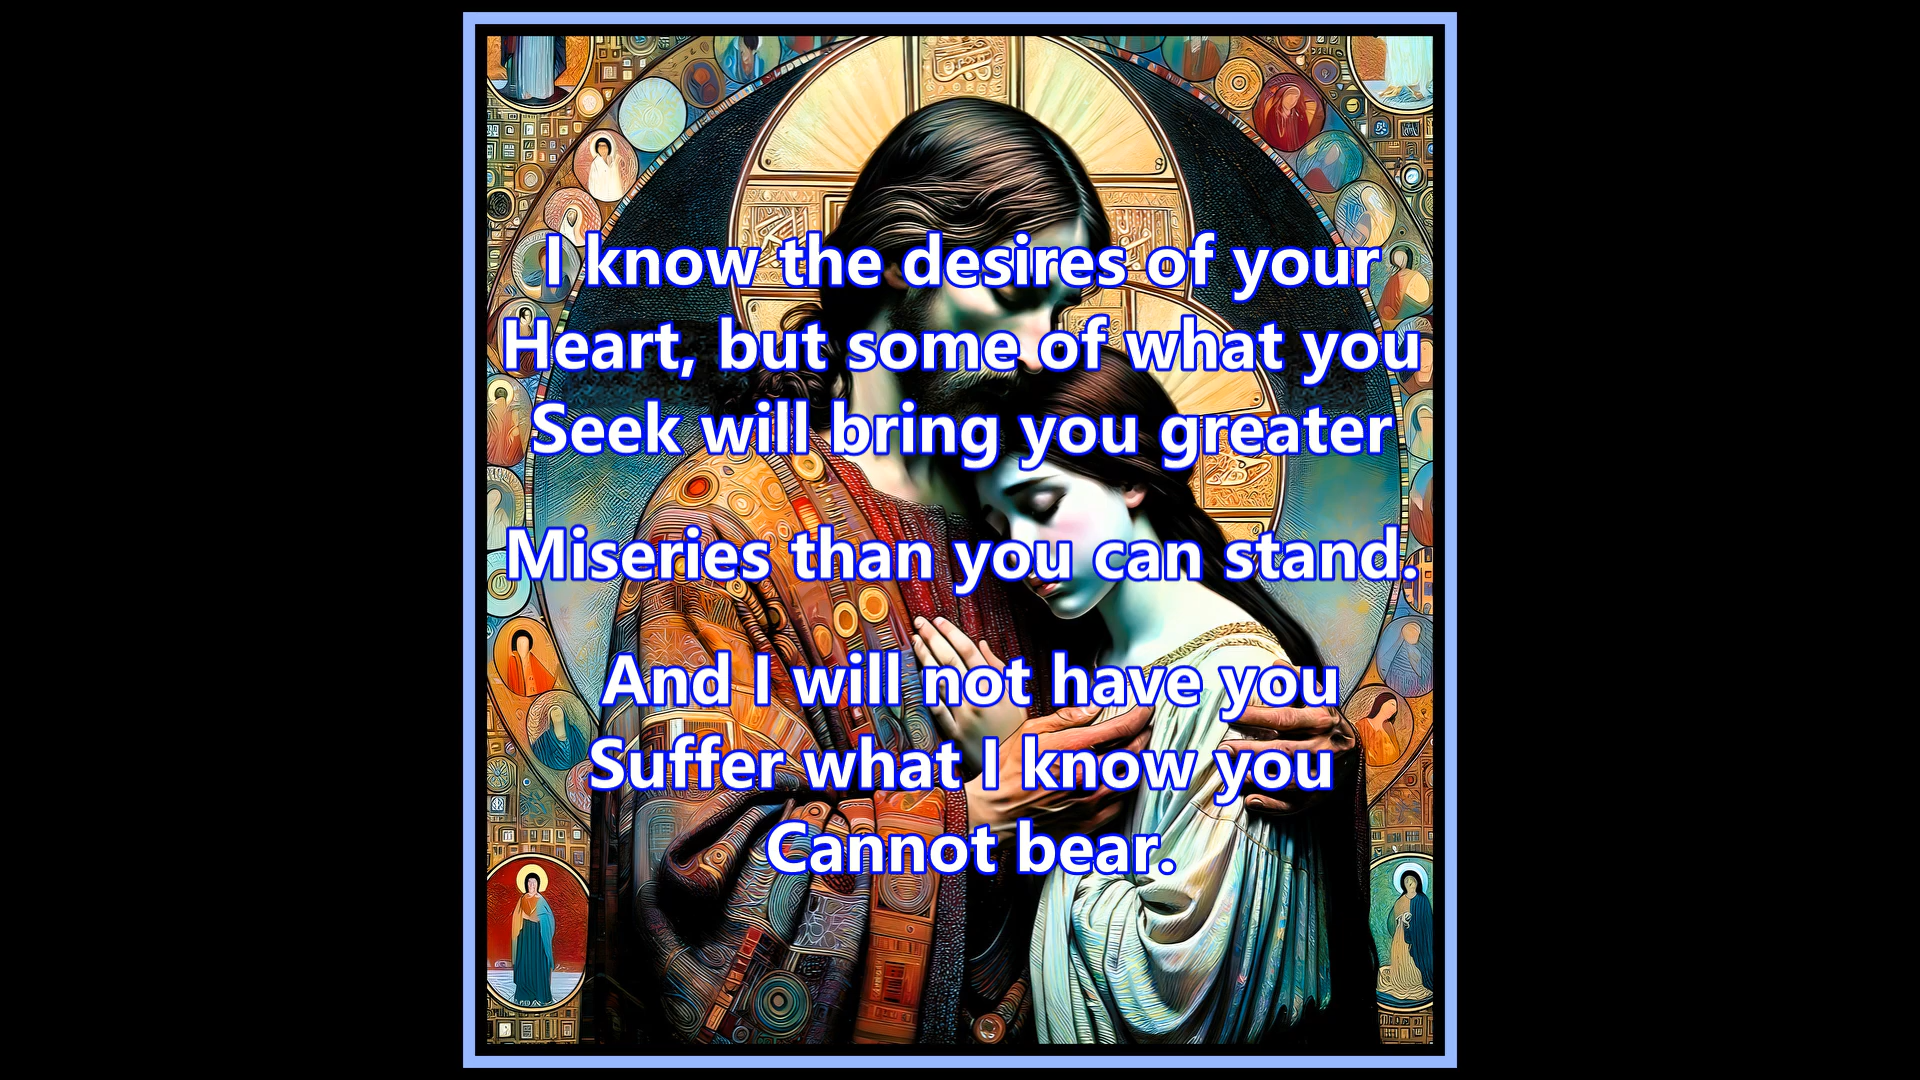 I know the desires of your
Heart, but some of what you
Seek will bring you greater
Miseries than you can stand.
And I will not have you
Suffer what I know you
Cannot bear.